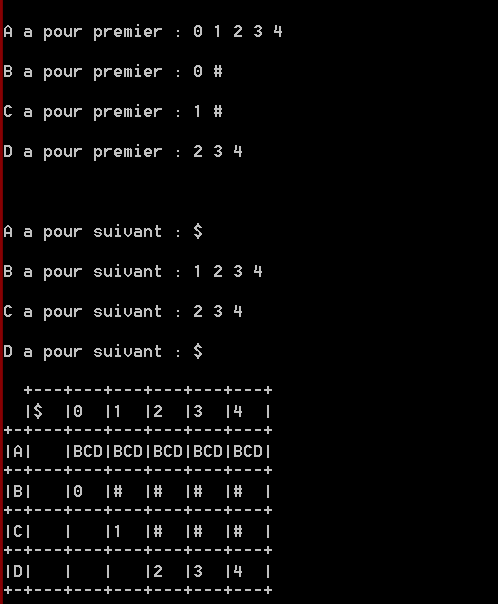 A a pour premier : 0 1 2 3 4
B a pour premier : 0 #
C a pour premier : 1 #
D a pour premier : 2 3 4
A a pour suivant : $
B a pour suivant : 1 2 3 4
C a pour suivant : 2 3 4
D a pour suivant : $
  +---+---+---+---+---+---+
  |$  |0  |1  |2  |3  |4  |
+-+---+---+---+---+---+---+
|A|   |BCD|BCD|BCD|BCD|BCD|
+-+---+---+---+---+---+---+
|B|   |0  |#  |#  |#  |#  |
+-+---+---+---+---+---+---+
|C|   |   |1  |#  |#  |#  |
+-+---+---+---+---+---+---+
|D|   |   |   |2  |3  |4  |
+-+---+---+---+---+---+---+